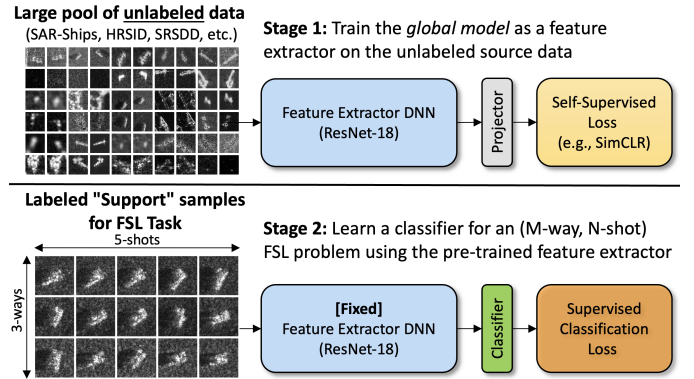 Large pool of unlabeled data
(SAR-Ships, HRSID, SRSDD, etc.)
Stage 1: Train the global model as a feature
extractor on the unlabeled source data
Feature Extractor DNN
(ResNet-18)
Projector
Self-Supervised
Loss
(e.g., SimCLR)
Labeled "Support" samples
for FSL Task
5-shots
3-ways
Stage 2: Learn a classifier for an (M-way, N-shot)
FSL problem using the pre-trained feature extractor
[Fixed]
Feature Extractor DNN
(ResNet-18)
Classifier
Supervised
Classification
Loss